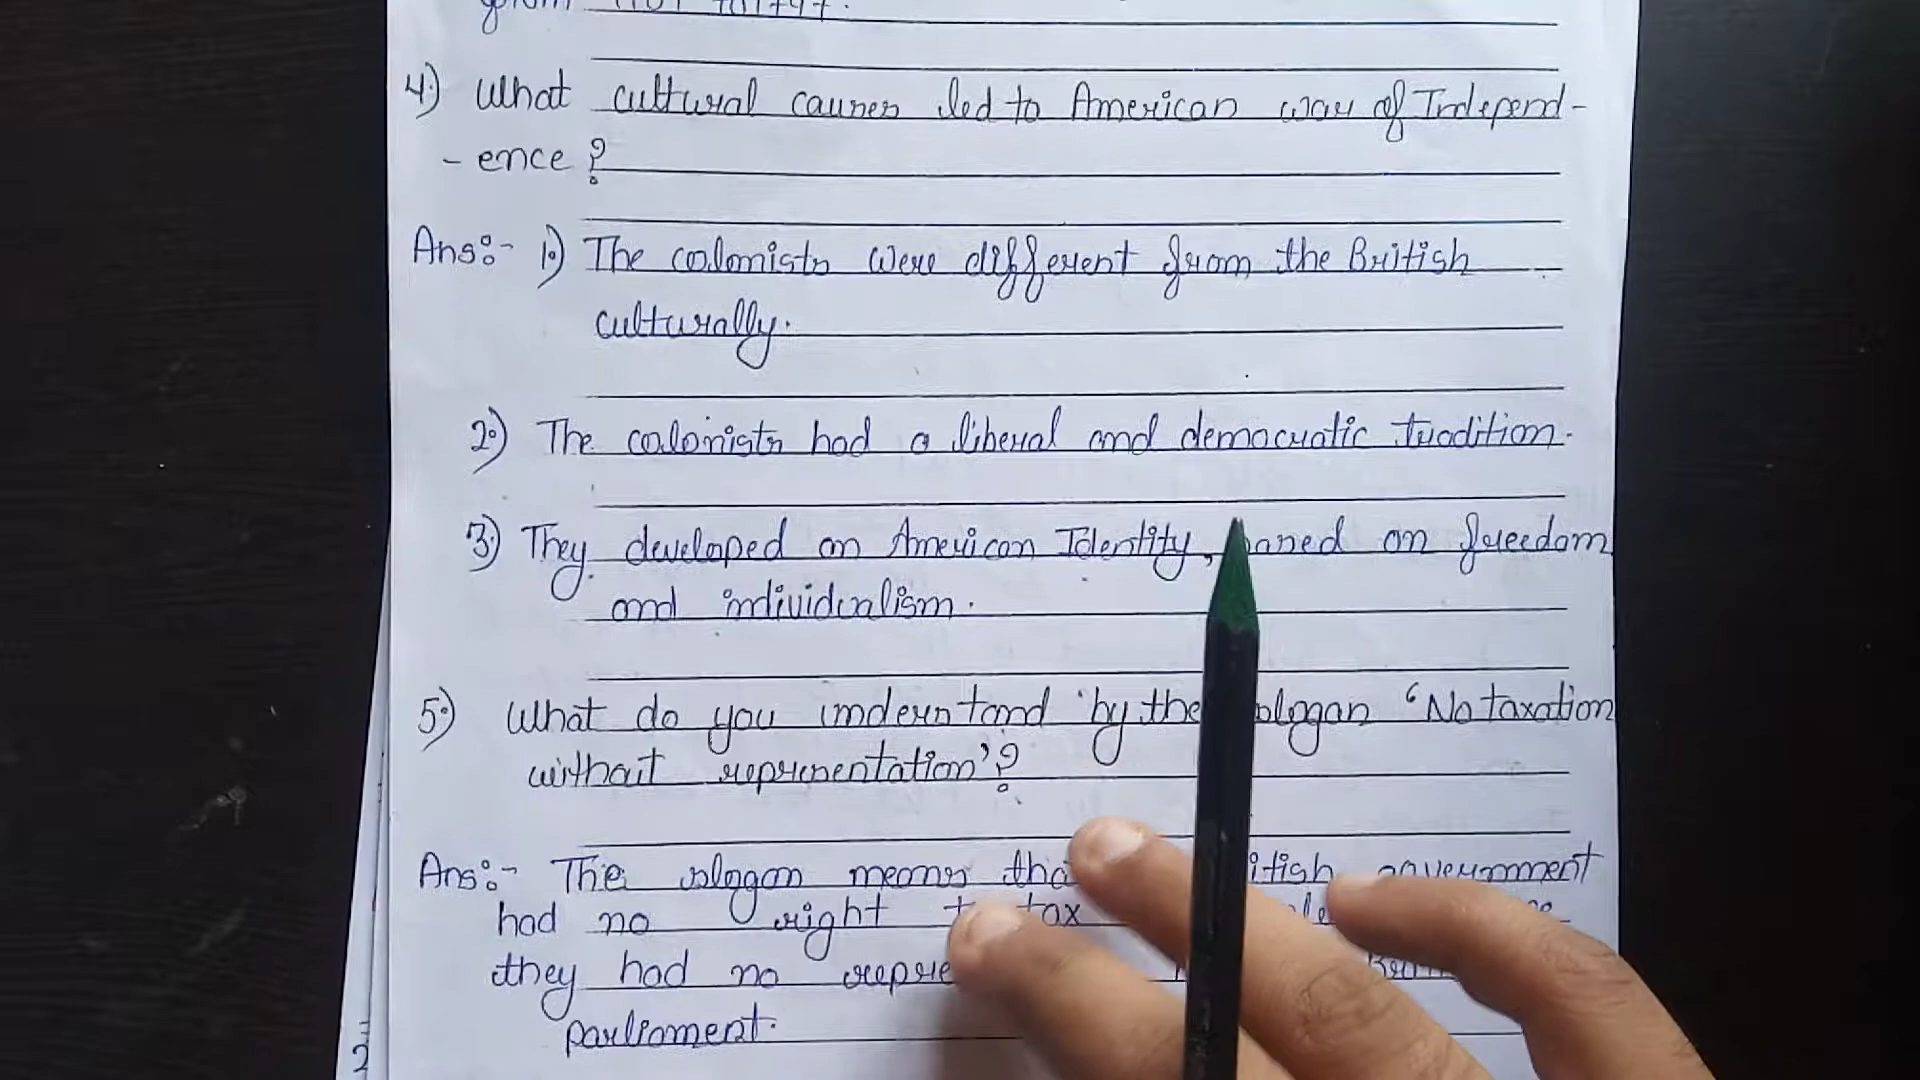 4.) What cultural causes led to American war of Independ-
- ence ?
Ans:- 1.) The colonists were different from the British
culturally.
2.) The colonists had a liberal and democratic tradition.
3.) They developed an American Identity, based on freedom
and individualism.
5.) What do you understand by the slogan 'No taxation
without representation'?
Ans:- The slogan means government
had no right tax
they had no
parliament.